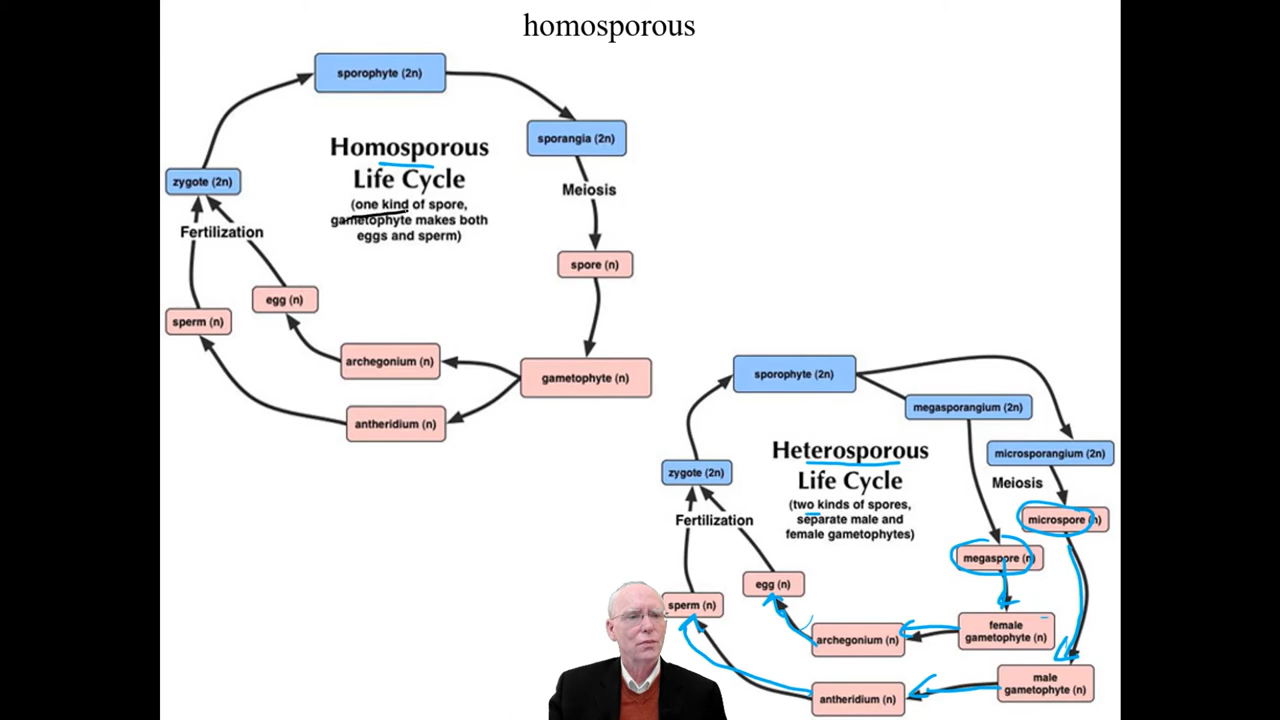 homosporous
sporophyte (2n)
sporangia (2n)
Homosporous
Life Cycle
(one kind of spore,
gametophyte makes both
eggs and sperm)
Meiosis
zygote (2n)
Fertilization
spore (n)
egg (n)
sperm (n)
archegonium (n)
gametophyte (n)
antheridium (n)
sporophyte (2n)
megasporangium (2n)
microsporangium (2n)
Heterosporous
Life Cycle
(two kinds of spores,
separate male and
female gametophytes)
Meiosis
zygote (2n)
Fertilization
microspore (n)
megaspore (n)
egg (n)
sperm (n)
female
gametophyte (n)
archegonium (n)
male
gametophyte (n)
antheridium (n)